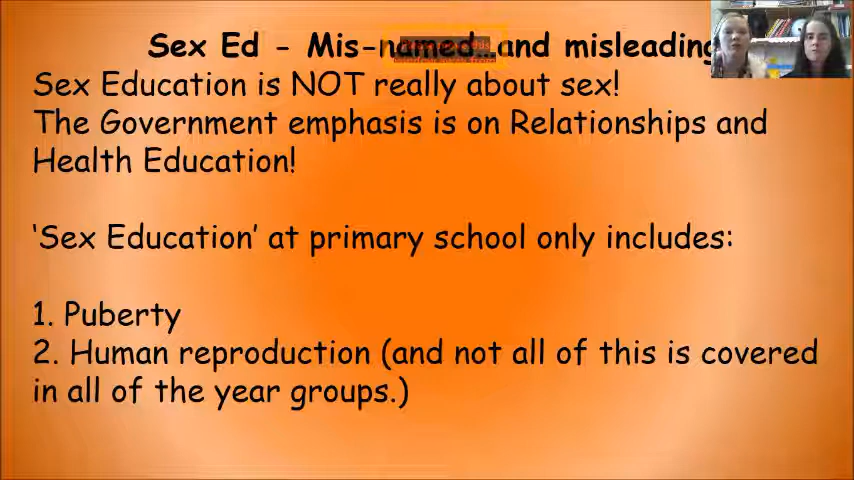 Sex Ed - Mis-named...and misleading
Sex Education is NOT really about sex!
The Government emphasis is on Relationships and
Health Education!
‘Sex Education’ at primary school only includes:
1. Puberty
2. Human reproduction (and not all of this is covered
in all of the year groups.)